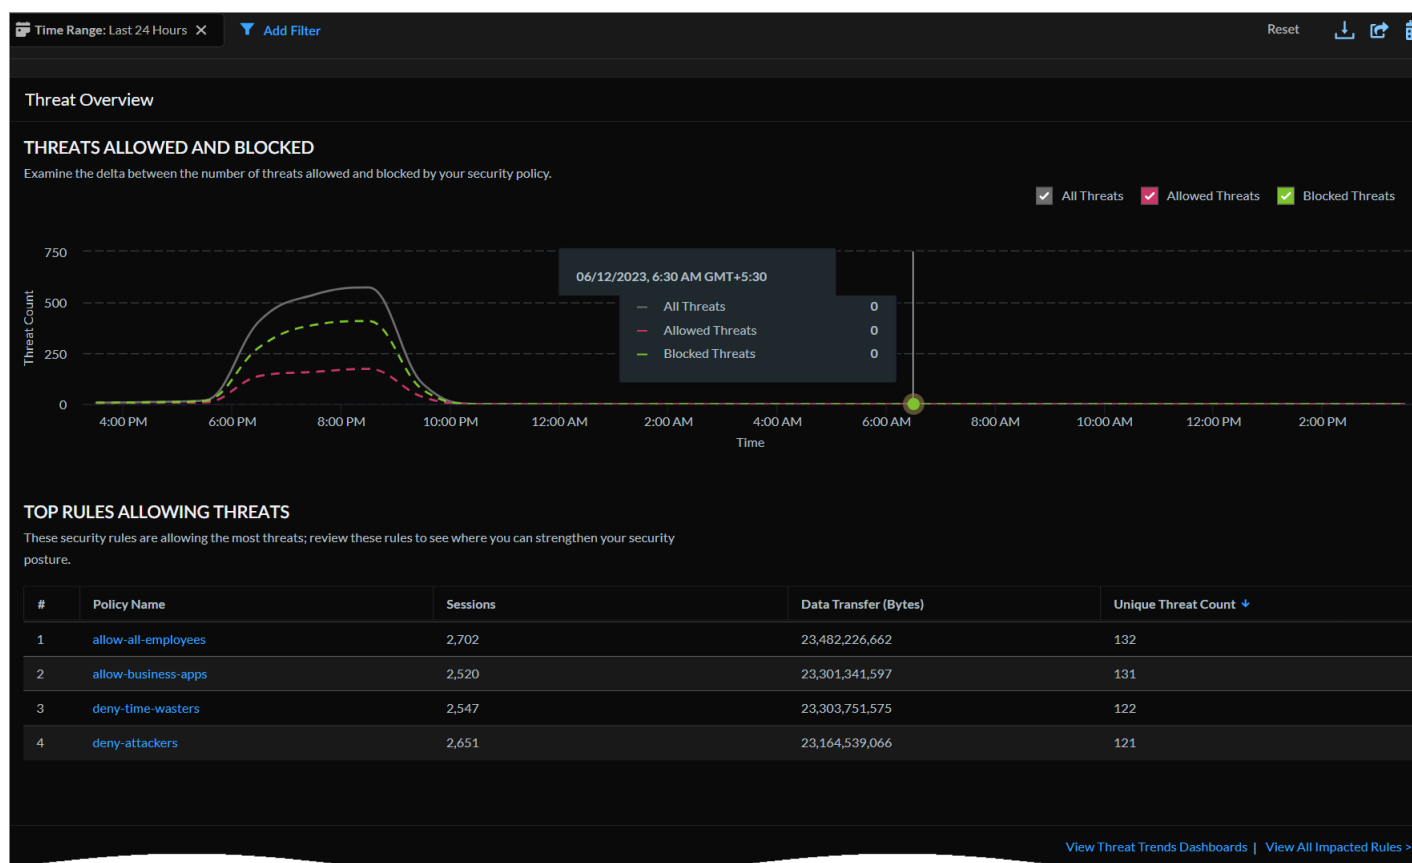 Time Range: Last 24 Hours Add Filter Reset
Threat Overview
THREATS ALLOWED AND BLOCKED
Examine the delta between the number of threats allowed and blocked by your security policy.
All Threats Allowed Threats Blocked Threats
750
500
250
0
Threat Count
06/12/2023, 6:30 AM GMT+5:30
All Threats 0
Allowed Threats 0
Blocked Threats 0
4:00 PM 6:00 PM 8:00 PM 10:00 PM 12:00 AM 2:00 AM 4:00 AM 6:00 AM 8:00 AM 10:00 AM 12:00 PM 2:00 PM
Time
TOP RULES ALLOWING THREATS
These security rules are allowing the most threats; review these rules to see where you can strengthen your security
posture.
# Policy Name Sessions Data Transfer (Bytes) Unique Threat Count
1 allow-all-employees 2,702 23,482,226,662 132
2 allow-business-apps 2,520 23,301,341,597 131
3 deny-time-wasters 2,547 23,303,751,575 122
4 deny-attackers 2,651 23,164,539,066 121
View Threat Trends Dashboards | View All Impacted Rules >